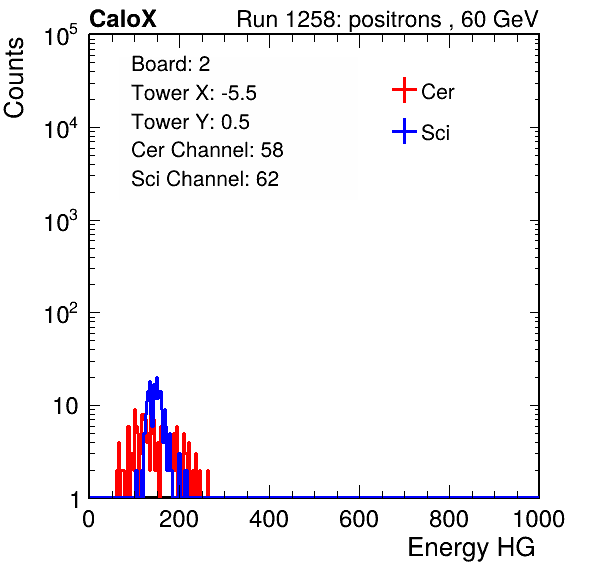 CaloX Run 1258: positrons , 60 GeV
Counts
10^5
10^4
10^3
10^2
10
1
Board: 2
Tower X: -5.5
Tower Y: 0.5
Cer Channel: 58
Sci Channel: 62
Cer
Sci
0 200 400 600 800 1000
Energy HG